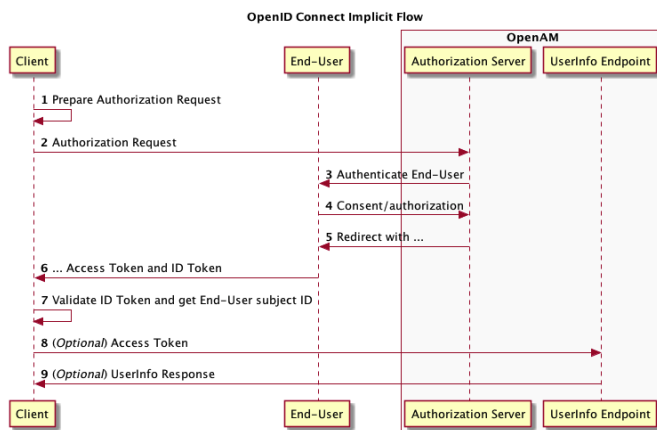 OpenID Connect Implicit Flow
OpenAM
Client End-User Authorization Server UserInfo Endpoint
1 Prepare Authorization Request
2 Authorization Request
3 Authenticate End-User
4 Consent/authorization
5 Redirect with ...
6 ... Access Token and ID Token
7 Validate ID Token and get End-User subject ID
8 (Optional) Access Token
9 (Optional) UserInfo Response
Client End-User Authorization Server UserInfo Endpoint